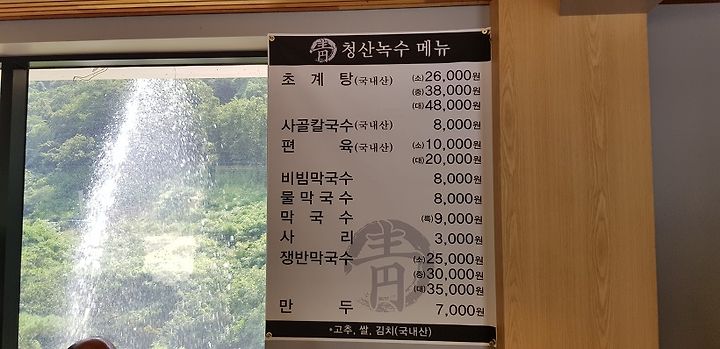 靑 청산녹수 메뉴
초 계 탕(국내산) (소)26,000원
(중)38,000원
(대)48,000원
사골칼국수(국내산) 8,000원
편 육(국내산) (소)10,000원
(대)20,000원
비빔막국수 8,000원
물막국수 8,000원
막 국 수 (특)9,000원
사 리 3,000원
쟁반막국수 (소)25,000원
(중)30,000원
(대)35,000원
만 두 7,000원
靑
*고추, 쌀, 김치(국내산)